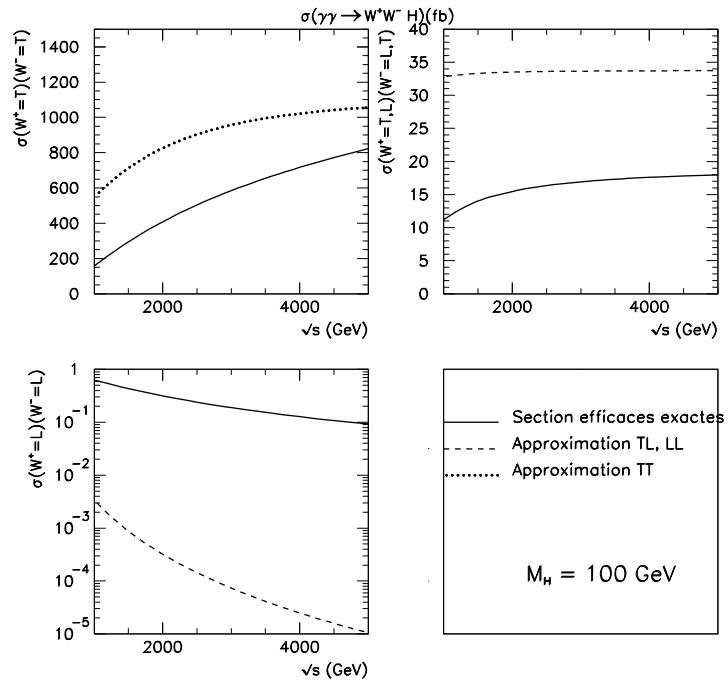 σ(γγ → W⁺W⁻ H)(fb)
σ(W⁺=T)(W⁻=T)
1400
1200
1000
800
600
400
200
0
2000 4000
√s (GeV)
σ(W⁺=T,L)(W⁻=L,T)
40
35
30
25
20
15
10
5
0
2000 4000
√s (GeV)
σ(W⁺=L)(W⁻=L)
1
10⁻¹
10⁻²
10⁻³
10⁻⁴
10⁻⁵
2000 4000
√s (GeV)
Section efficaces exactes
Approximation TL, LL
Approximation TT
M_H = 100 GeV